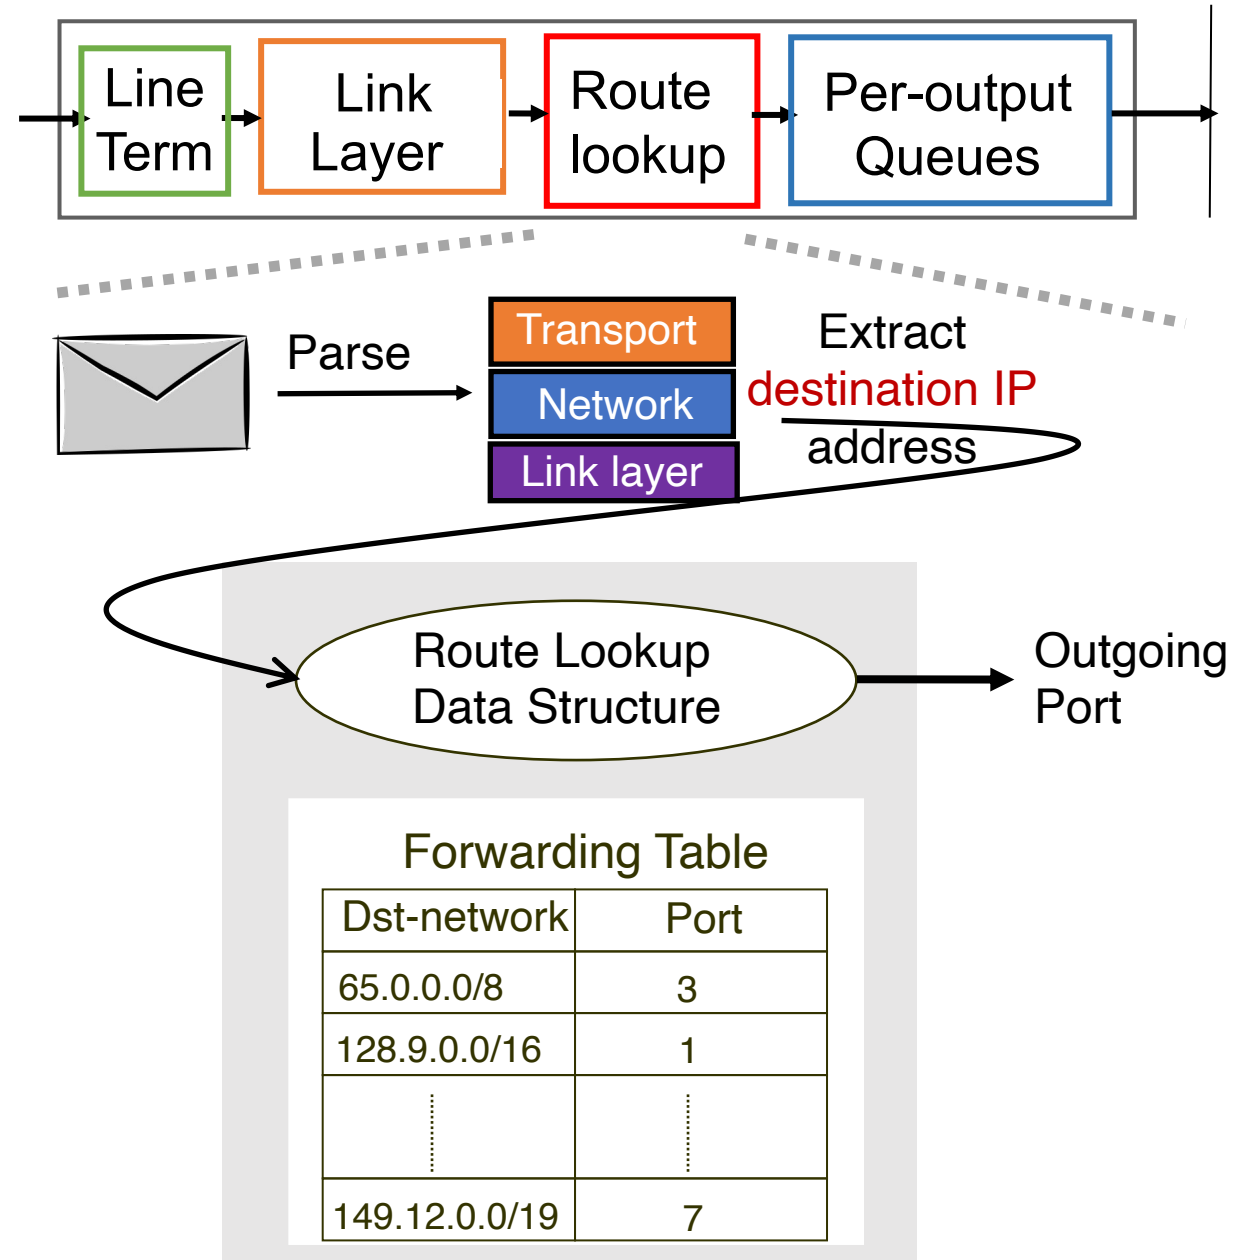 Line
Term
Link
Layer
Route
lookup
Per-output
Queues
Parse
Transport
Network
Link layer
Extract
destination IP
address
Route Lookup
Data Structure
Outgoing
Port
Forwarding Table
Dst-network Port
65.0.0.0/8 3
128.9.0.0/16 1
149.12.0.0/19 7